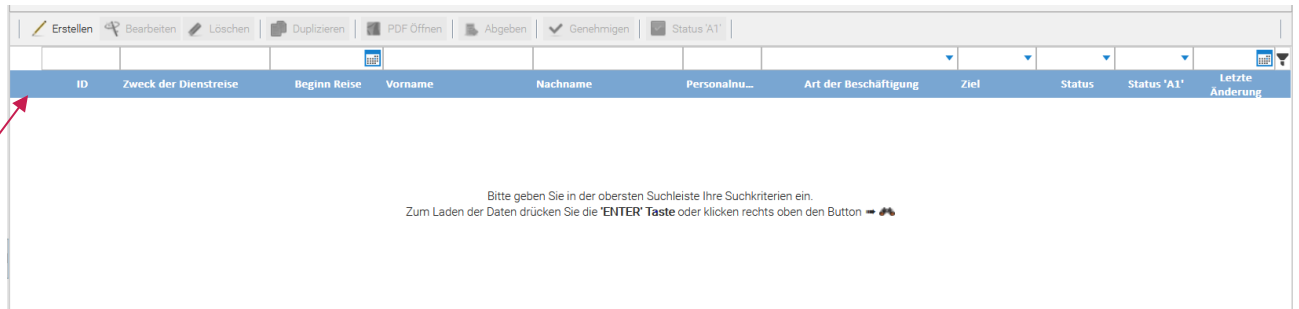 Erstellen Bearbeiten Löschen Duplizieren PDF Öffnen Abgeben Genehmigen Status 'A1'
ID Zweck der Dienstreise Beginn Reise Vorname Nachname Personalnu... Art der Beschäftigung Ziel Status Status 'A1' Letzte
Änderung
Bitte geben Sie in der obersten Suchleiste Ihre Suchkriterien ein.
Zum Laden der Daten drücken Sie die 'ENTER' Taste oder klicken rechts oben den Button